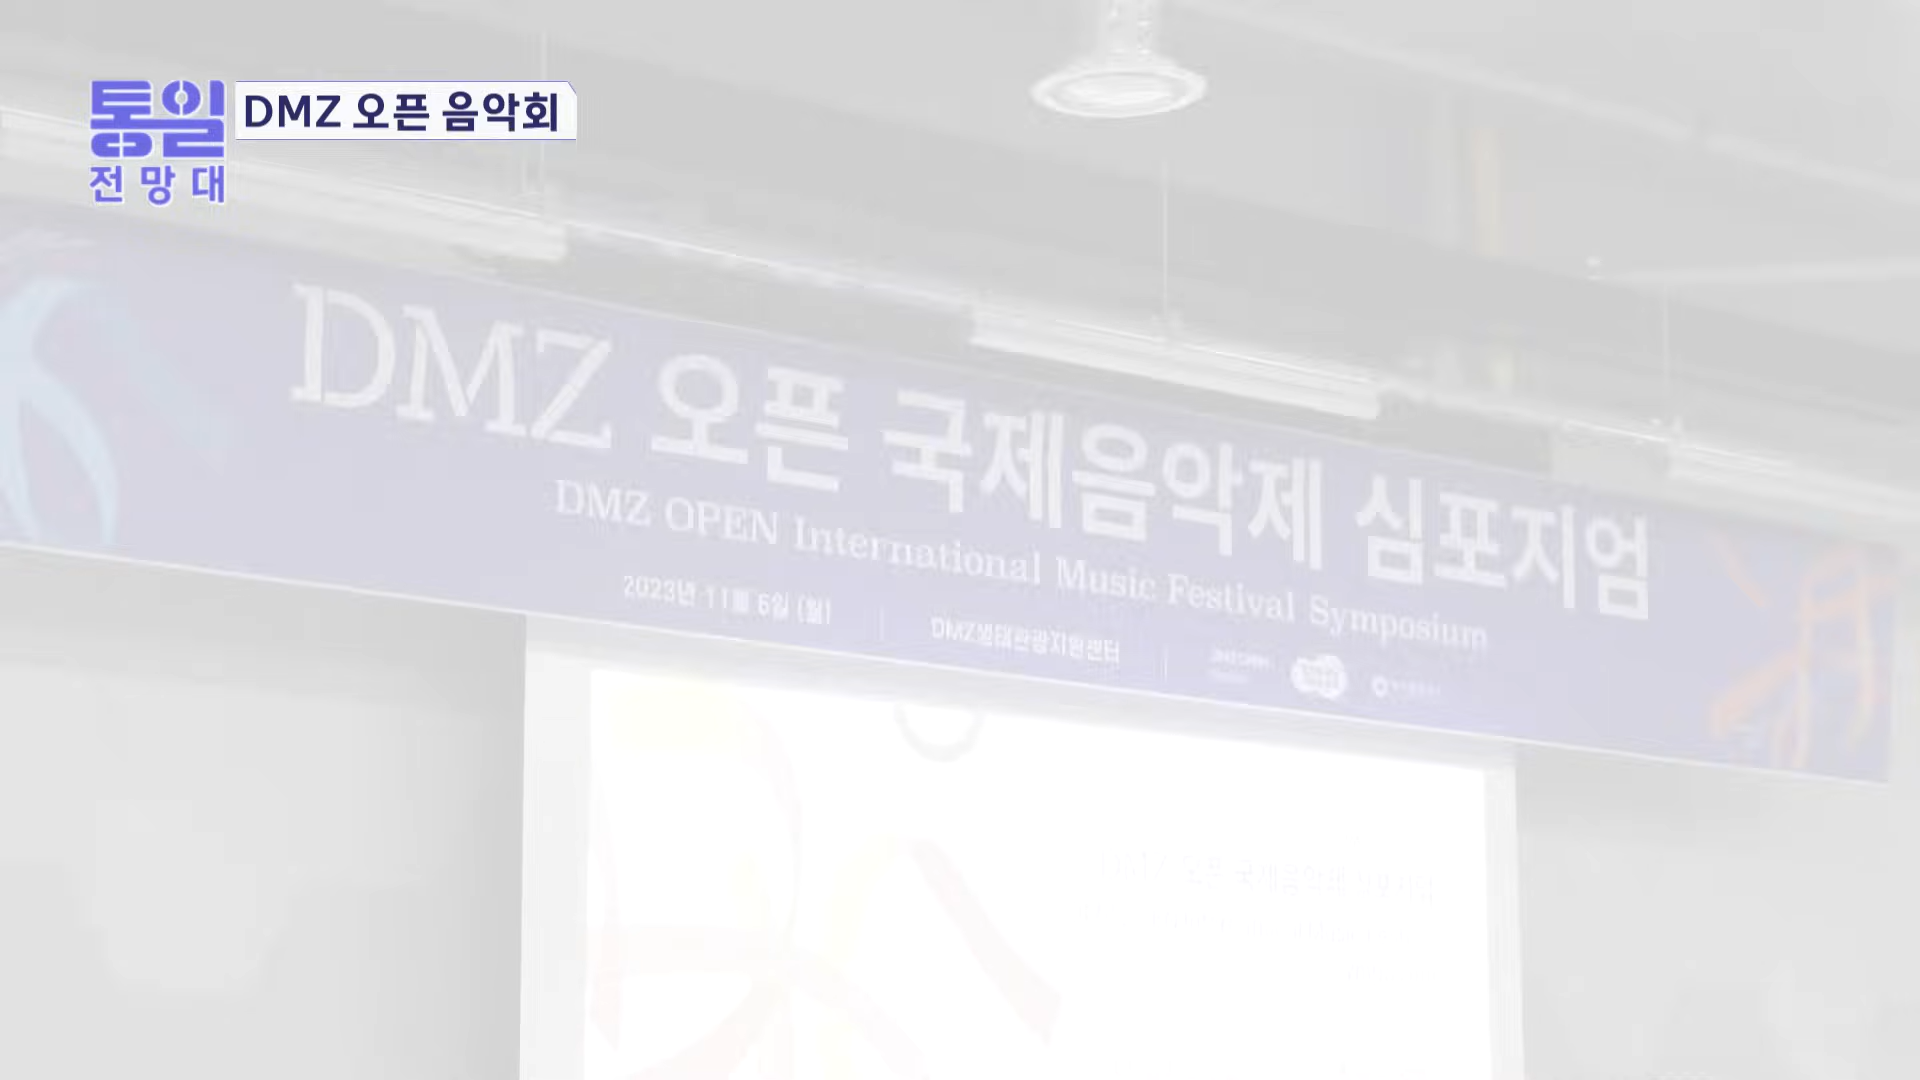 통일
전망대
DMZ 오픈 음악회
DMZ 오픈 국제음악제 심포지엄
DMZ OPEN International Music Festival Symposium
2023년 11월 6일 (월)
DMZ생태관광지원센터